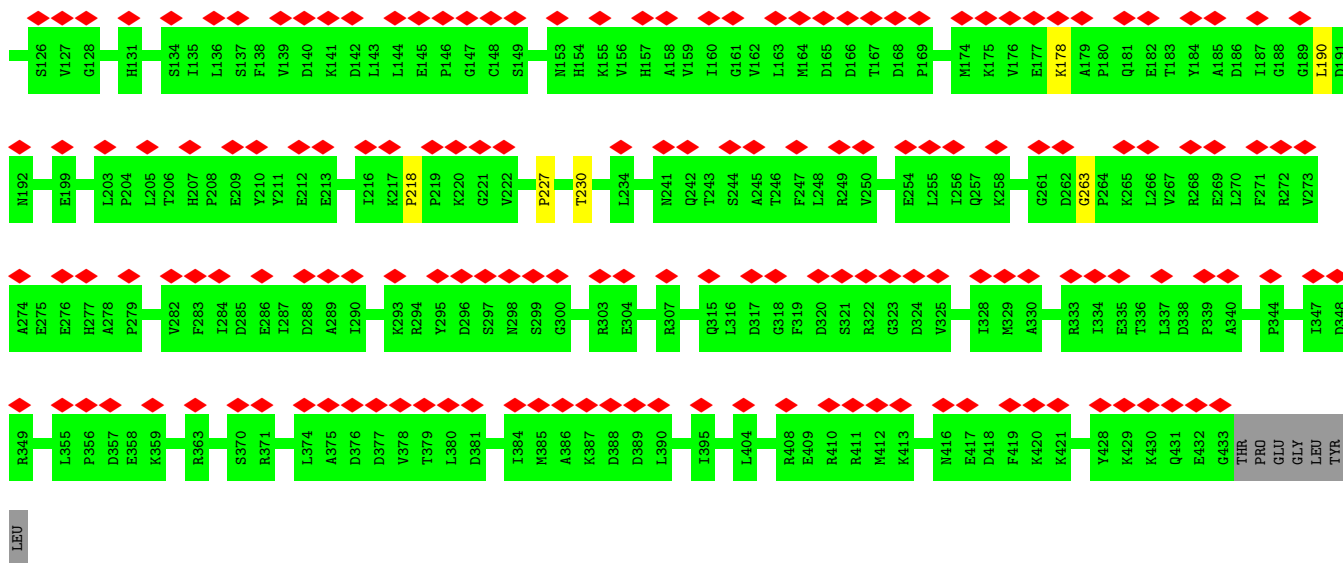 S126 V127 G128 H131 S134 I135 L136 S137 F138 V139 D140 K141 D142 L143 L144 E145 P146 G147 C148 S149 N153 H154 K155 V156 H157 A158 V159 I160 G161 V162 L163 M164 D165 D166 T167 D168 P169 M174 K175 V176 E177 K178 A179 P180 Q181 E182 T183 Y184 A185 D186 I187 G188 G189 L190 D191
N192 E199 L203 P204 L205 T206 H207 P208 E209 Y210 Y211 E212 E213 I216 K217 P218 P219 K220 G221 V222 P227 T230 L234 N241 Q242 T243 S244 A245 T246 F247 L248 R249 V250 E254 L255 I256 Q257 K258 G261 D262 G263 P264 K265 L266 V267 R268 E269 L270 F271 R272 V273
A274 E275 E276 H277 A278 P279 V282 F283 I284 D285 E286 I287 D288 A289 I290 K293 R294 Y295 D296 S297 N298 S299 G300 R303 E304 R307 Q315 L316 D317 G318 F319 D320 S321 R322 G323 D324 V325 I328 M329 A330 R333 I334 E335 T336 L337 D338 P339 A340 P344 I347 D348
R349 L355 P356 D357 E358 K359 R363 S370 R371 L374 A375 D376 D377 V378 T379 L380 D381 I384 M385 A386 K387 D388 D389 L390 I395 L404 R408 E409 R410 R411 M412 K413 N416 E417 D418 F419 K420 K421 Y428 K429 K430 Q431 E432 G433 THR PRO GLU GLY LEU TYR
LEU